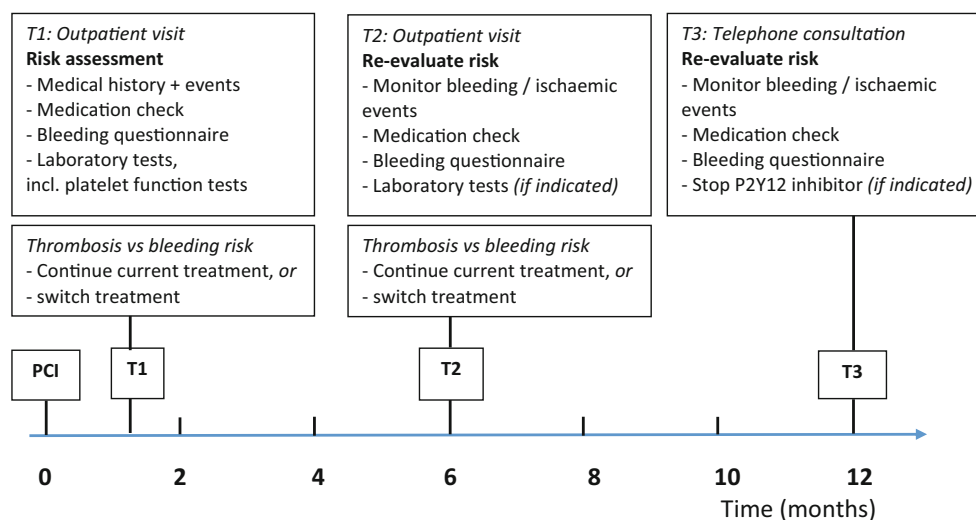 T1: Outpatient visit
Risk assessment
- Medical history + events
- Medication check
- Bleeding questionnaire
- Laboratory tests,
incl. platelet function tests
T2: Outpatient visit
Re-evaluate risk
- Monitor bleeding / ischaemic
events
- Medication check
- Bleeding questionnaire
- Laboratory tests (if indicated)
T3: Telephone consultation
Re-evaluate risk
- Monitor bleeding / ischaemic
events
- Medication check
- Bleeding questionnaire
- Stop P2Y12 inhibitor (if indicated)
Thrombosis vs bleeding risk
- Continue current treatment, or
- switch treatment
Thrombosis vs bleeding risk
- Continue current treatment, or
- switch treatment
PCI
T1
T2
T3
0 2 4 6 8 10 12
Time (months)